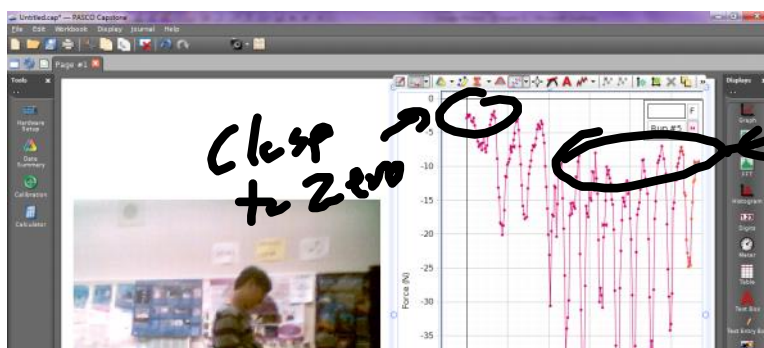 Untitled.cap* — PASCO Capstone
File Edit Workbook Display Journal Help
Page #1
Tools
Hardware Setup
Data Summary
Calibration
Calculator
Close
to Zero
0
-5
-10
-15
-20
-25
-30
-35
Force (N)
F
Run #5
Displays
Graph
FFT
Histogram
Digits
Meter
Table
Text Box